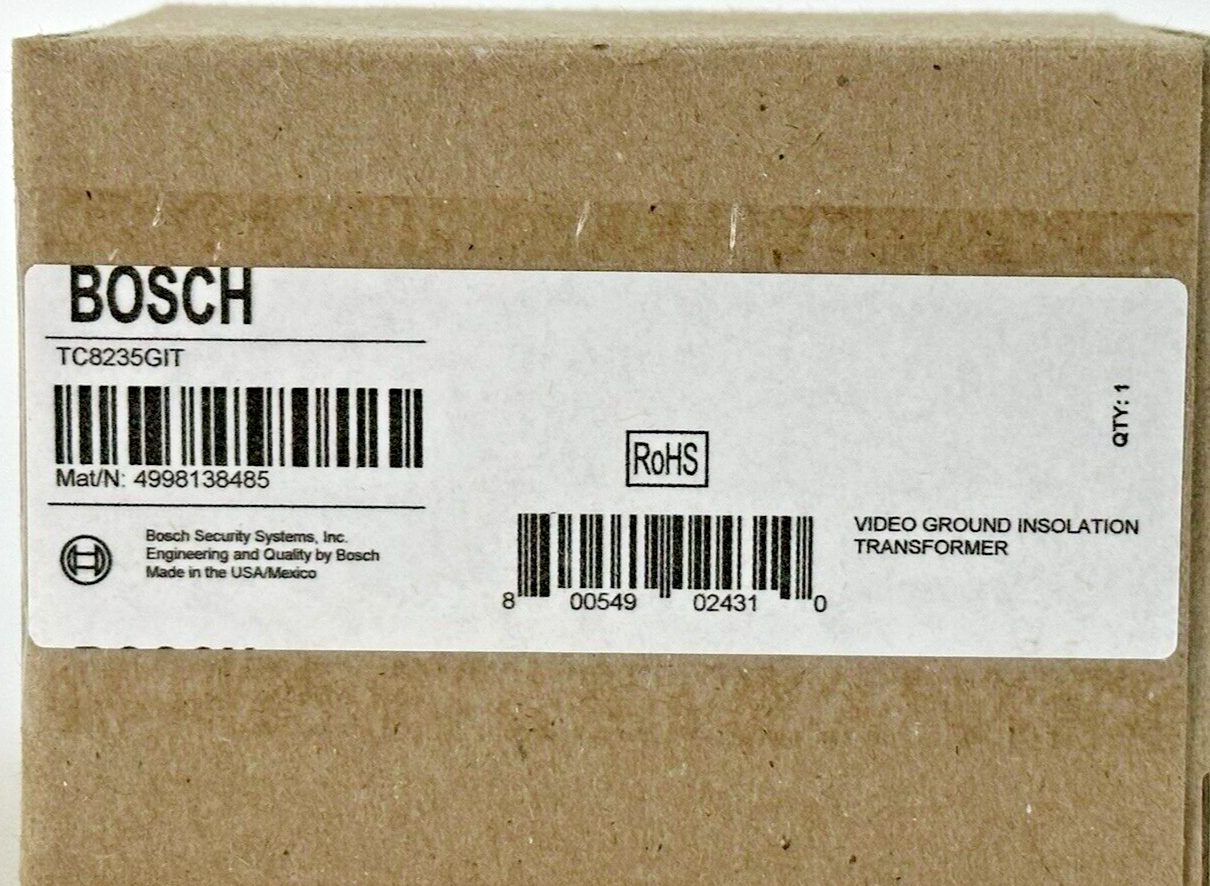 BOSCH
TC8235GIT
Mat/N: 4998138485
Bosch Security Systems, Inc.
Engineering and Quality by Bosch
Made in the USA/Mexico
RoHS
8 00549 02431 0
VIDEO GROUND INSOLATION
TRANSFORMER
QTY: 1